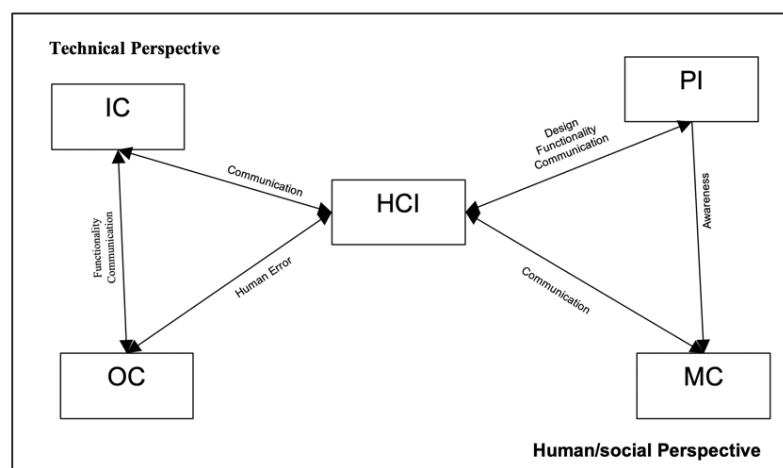 Technical Perspective
IC
PI
Design
Functionality
Communication
Communication
HCI
Awareness
Functionality
Communication
Human Error
Communication
OC
MC
Human/social Perspective